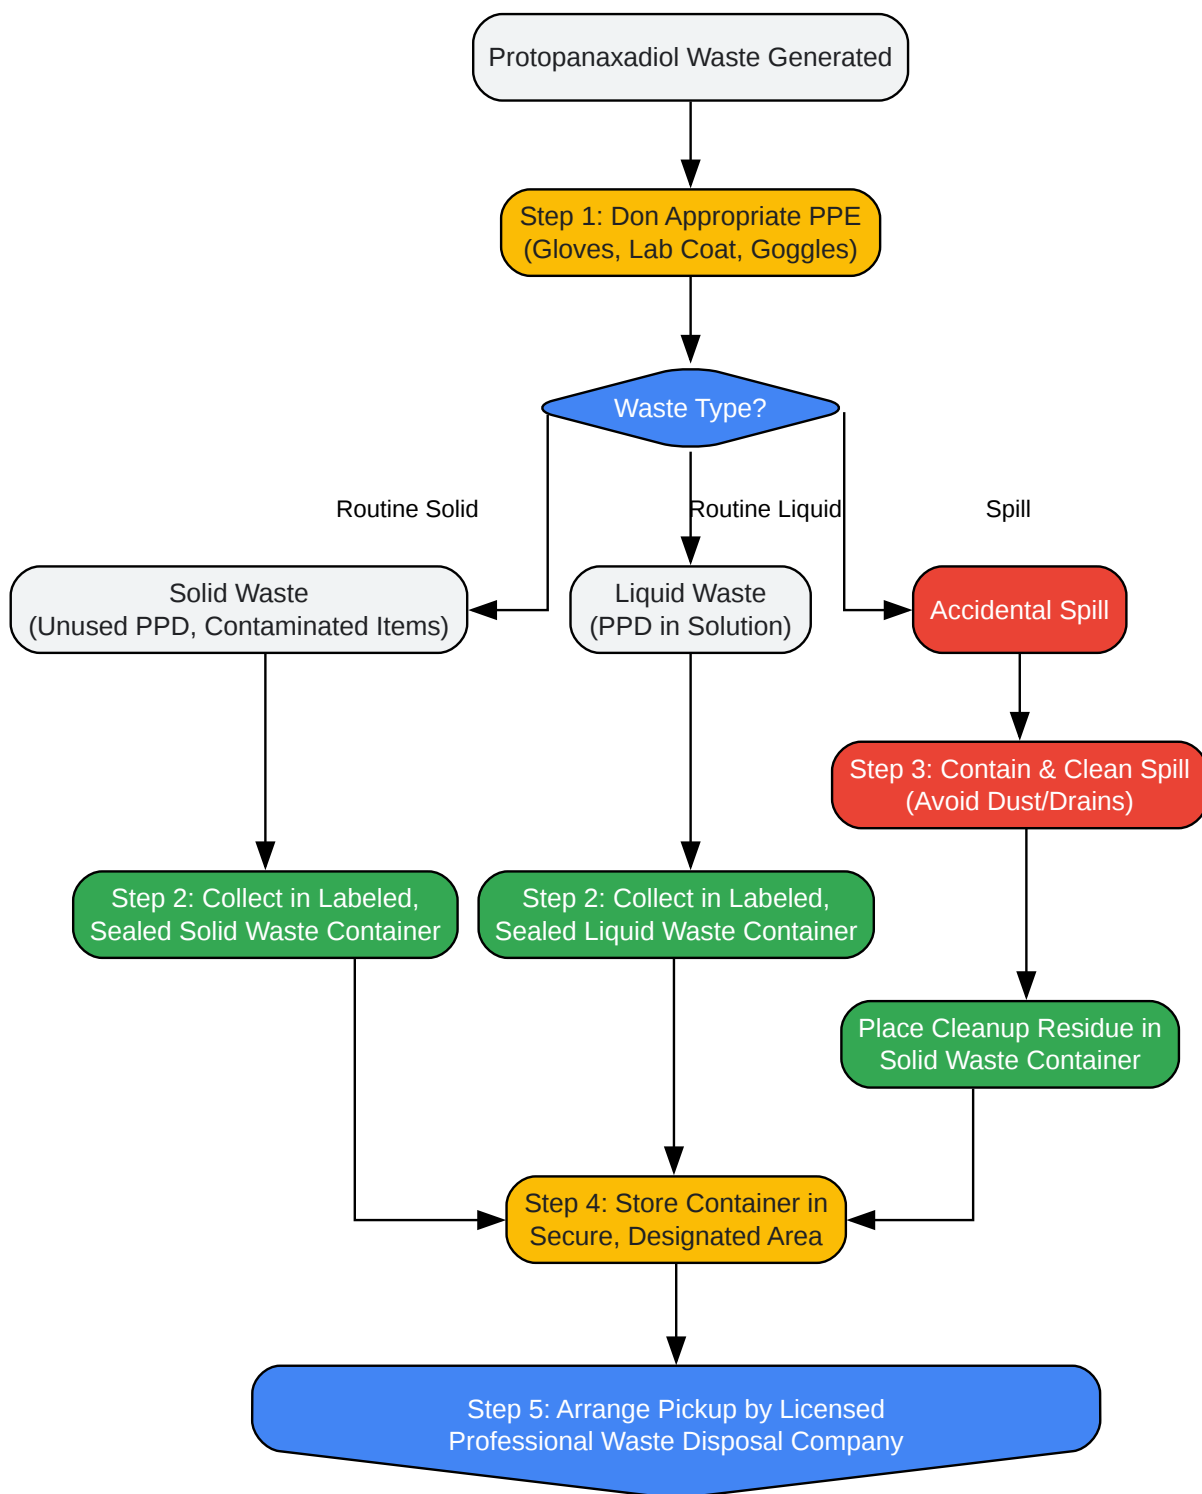 Protopanaxadiol Waste Generated
Step 1: Don Appropriate PPE
(Gloves, Lab Coat, Goggles)
Waste Type?
Routine Solid
Routine Liquid
Spill
Solid Waste
(Unused PPD, Contaminated Items)
Liquid Waste
(PPD in Solution)
Accidental Spill
Step 3: Contain & Clean Spill
(Avoid Dust/Drains)
Step 2: Collect in Labeled,
Sealed Solid Waste Container
Step 2: Collect in Labeled,
Sealed Liquid Waste Container
Place Cleanup Residue in
Solid Waste Container
Step 4: Store Container in
Secure, Designated Area
Step 5: Arrange Pickup by Licensed
Professional Waste Disposal Company